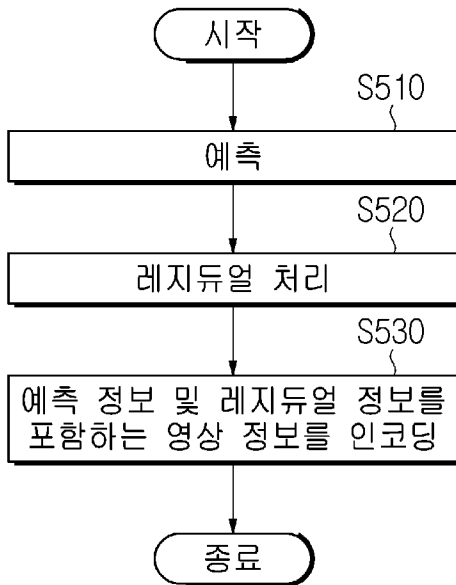 시작
S510
예측
S520
레지듀얼 처리
S530
예측 정보 및 레지듀얼 정보를
포함하는 영상 정보를 인코딩
종료